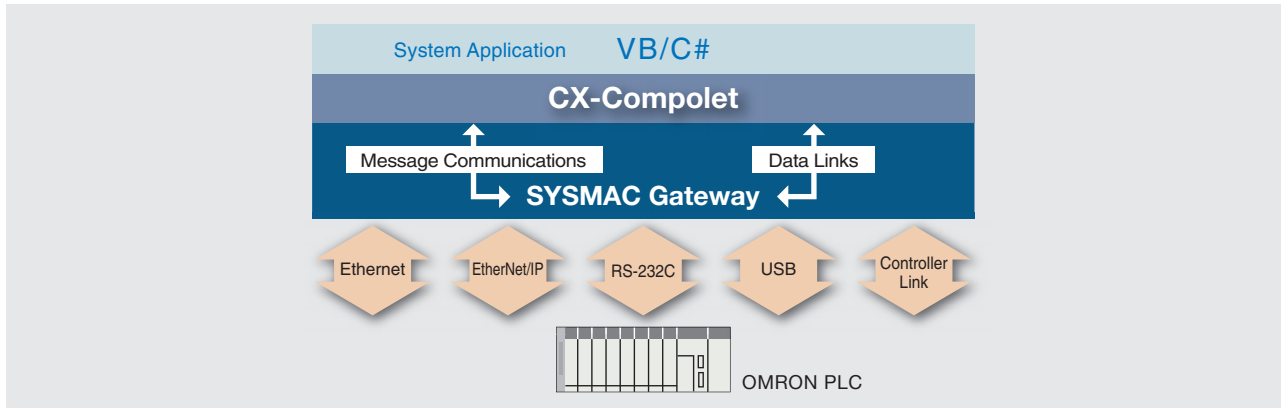 System Application VB/C#
CX-Compolet
Message Communications Data Links
SYSMAC Gateway
Ethernet EtherNet/IP RS-232C USB Controller
Link
OMRON PLC